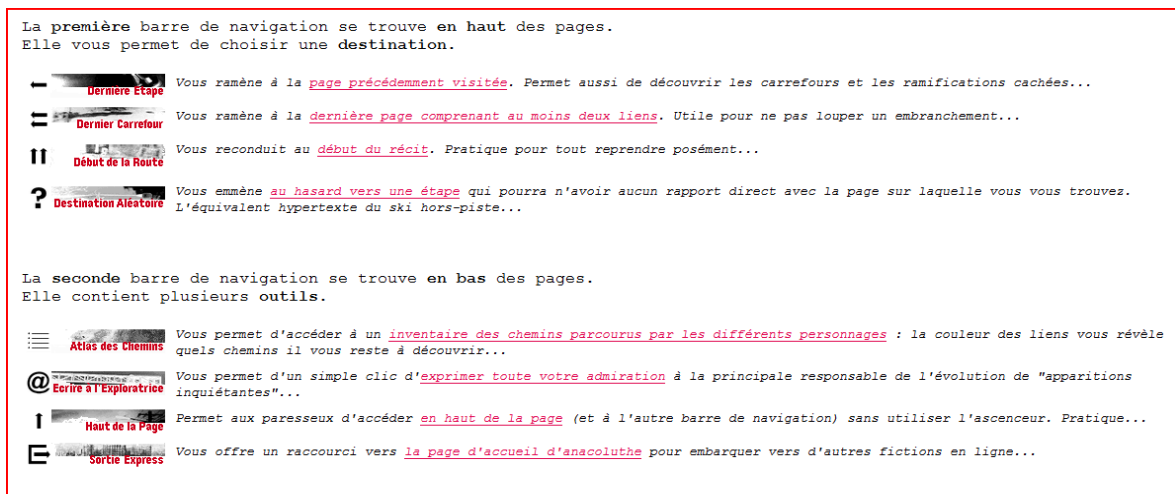 La première barre de navigation se trouve en haut des pages.
Elle vous permet de choisir une destination.
Dernière Etape Vous ramène à la page précédemment visitée. Permet aussi de découvrir les carrefours et les ramifications cachées...
Dernier Carrefour Vous ramène à la dernière page comprenant au moins deux liens. Utile pour ne pas louper un embranchement...
Début de la Route Vous reconduit au début du récit. Pratique pour tout reprendre posément...
? Destination Aléatoire Vous emmène au hasard vers une étape qui pourra n'avoir aucun rapport direct avec la page sur laquelle vous vous trouvez.
L'équivalent hypertexte du ski hors-piste...
La seconde barre de navigation se trouve en bas des pages.
Elle contient plusieurs outils.
Atlas des Chemins Vous permet d'accéder à un inventaire des chemins parcourus par les différents personnages : la couleur des liens vous révèle
quels chemins il vous reste à découvrir...
@ Ecrire a l'Exploratrice Vous permet d'un simple clic d'exprimer toute votre admiration à la principale responsable de l'évolution de "apparitions
inquiétantes"...
Haut de la Page Permet aux paresseux d'accéder en haut de la page (et à l'autre barre de navigation) sans utiliser l'ascenceur. Pratique...
Sortie Express Vous offre un raccourci vers la page d'accueil d'anacoluthe pour embarquer vers d'autres fictions en ligne...